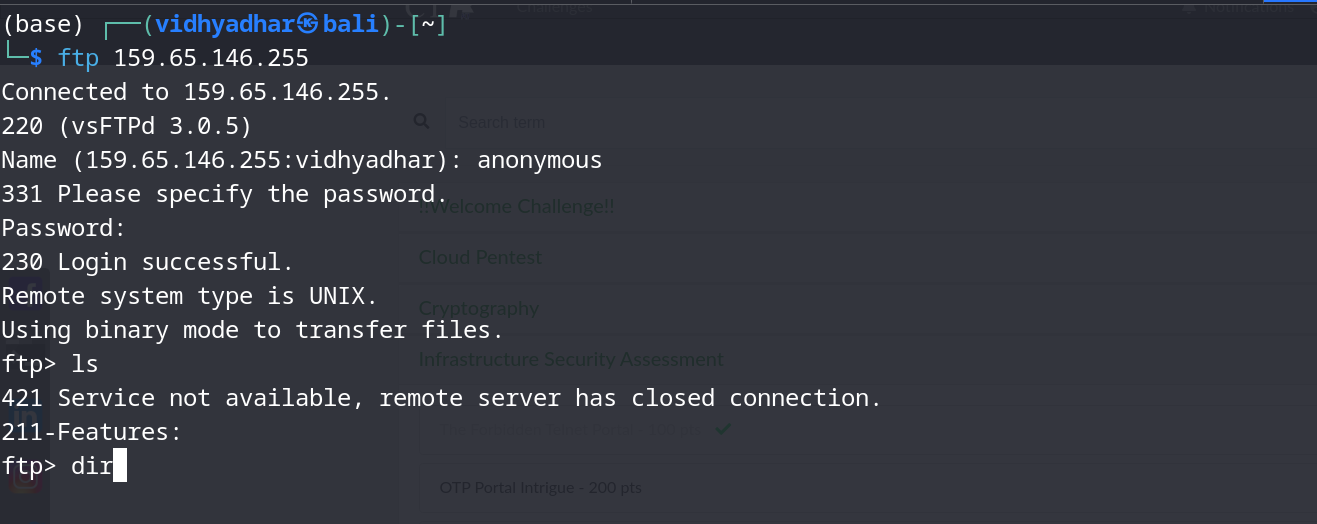 Challenges
Notifications
(base) ┌──(vidhyadhar㉿bali)-[~]
└─$ ftp 159.65.146.255
Connected to 159.65.146.255.
220 (vsFTPd 3.0.5)
Search term
Name (159.65.146.255:vidhyadhar): anonymous
331 Please specify the password.
!!Welcome Challenge!!
Password:
Cloud Pentest
230 Login successful.
Remote system type is UNIX.
Cryptography
Using binary mode to transfer files.
ftp> ls
Infrastructure Security Assessment
421 Service not available, remote server has closed connection.
211-Features:
ftp> dir
OTP Portal Intrigue - 200 pts